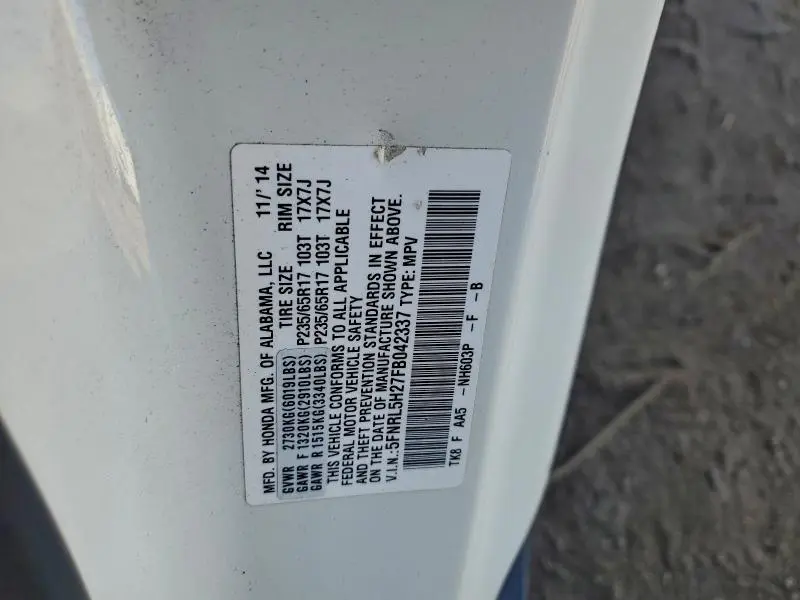 MFD. BY HONDA MFG. OF ALABAMA, LLC 11/' 14
GVWR 2730KG(6019LBS) TIRE SIZE RIM SIZE
GAWR F 1320KG(2910LBS) P235/65R17 103T 17X7J
GAWR R 1515KG(3340LBS) P235/65R17 103T 17X7J
THIS VEHICLE CONFORMS TO ALL APPLICABLE
FEDERAL MOTOR VEHICLE SAFETY
AND THEFT PREVENTION STANDARDS IN EFFECT
ON THE DATE OF MANUFACTURE SHOWN ABOVE.
V.I.N.:5FNRL5H27FB042337 TYPE: MPV
TK8 F AA5 -NH603P -F -B